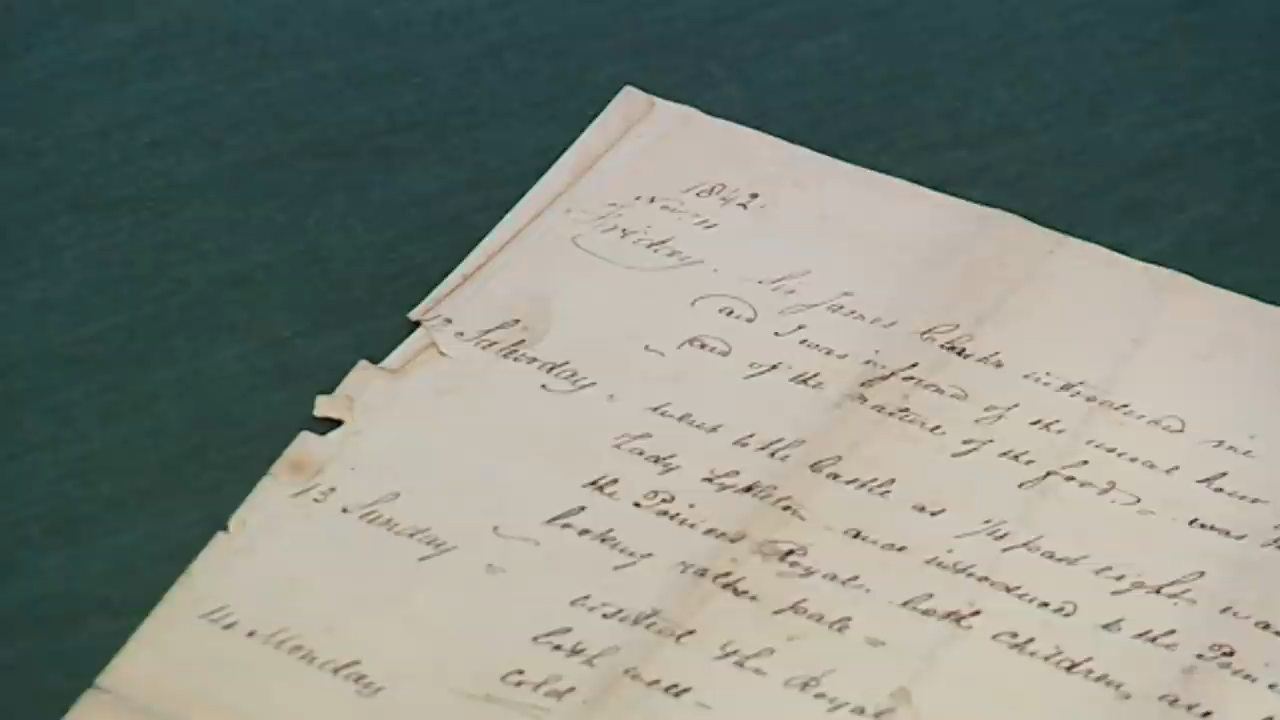 1842
Nov. 11
Friday. Sir James Clark introduced me
and I was informed of the usual hour
and of the nature of the food, - was
12 Saturday. went to the Castle at ½ past eight was
Lady Lyttleton and introduced to the
the Princess Royal. both Children, are
looking rather pale -
13 Sunday visited the Royal
both well -
14 Monday Cold.